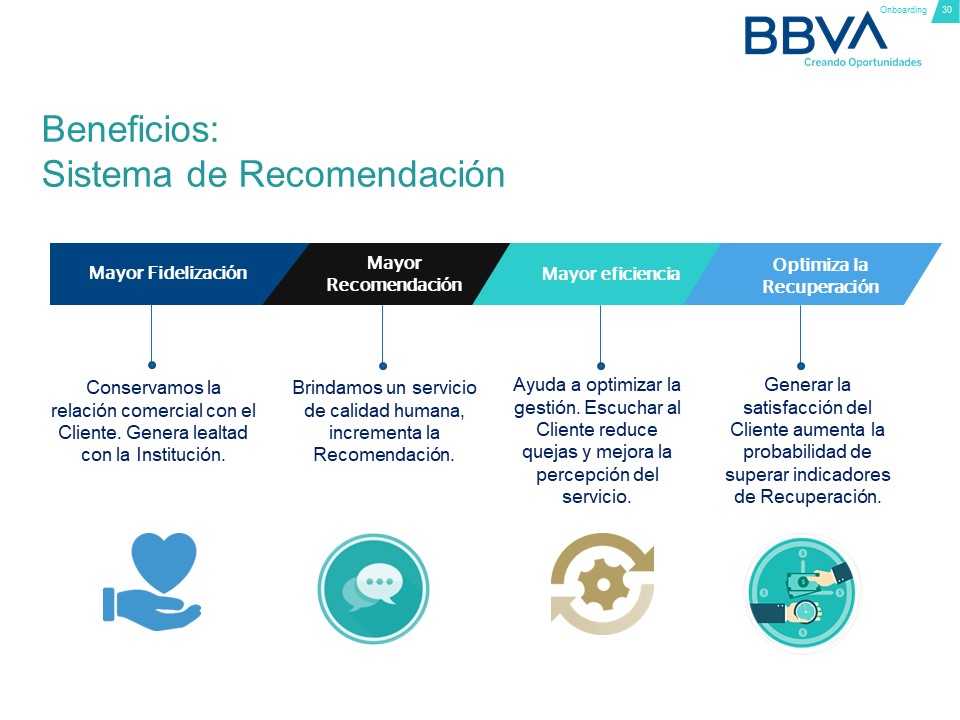 Onboarding 30
BBVA
Creando Oportunidades
Beneficios:
Sistema de Recomendación
Mayor Fidelización
Mayor
Recomendación
Mayor eficiencia
Optimiza la
Recuperación
Conservamos la
relación comercial con el
Cliente. Genera lealtad
con la Institución.
Brindamos un servicio
de calidad humana,
incrementa la
Recomendación.
Ayuda a optimizar la
gestión. Escuchar al
Cliente reduce
quejas y mejora la
percepción del
servicio.
Generar la
satisfacción del
Cliente aumenta la
probabilidad de
superar indicadores
de Recuperación.